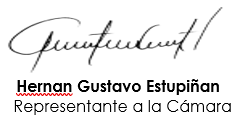 Hernan Gustavo Estupiñan
Representante a la Cámara